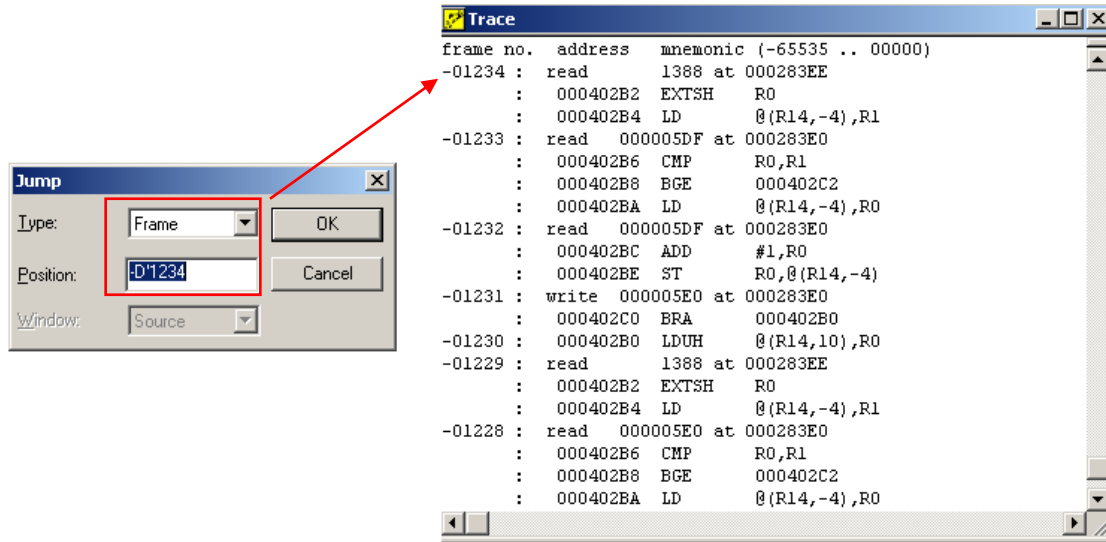 Jump
Type: Frame OK
Position: -D'1234 Cancel
Window: Source
Trace
frame no. address mnemonic (-65535 .. 00000)
-01234 : read 1388 at 000283EE
: 000402B2 EXTSH R0
: 000402B4 LD @(R14,-4),R1
-01233 : read 000005DF at 000283E0
: 000402B6 CMP R0,R1
: 000402B8 BGE 000402C2
: 000402BA LD @(R14,-4),R0
-01232 : read 000005DF at 000283E0
: 000402BC ADD #1,R0
: 000402BE ST R0,@(R14,-4)
-01231 : write 000005E0 at 000283E0
: 000402C0 BRA 000402B0
-01230 : 000402B0 LDUH @(R14,10),R0
-01229 : read 1388 at 000283EE
: 000402B2 EXTSH R0
: 000402B4 LD @(R14,-4),R1
-01228 : read 000005E0 at 000283E0
: 000402B6 CMP R0,R1
: 000402B8 BGE 000402C2
: 000402BA LD @(R14,-4),R0